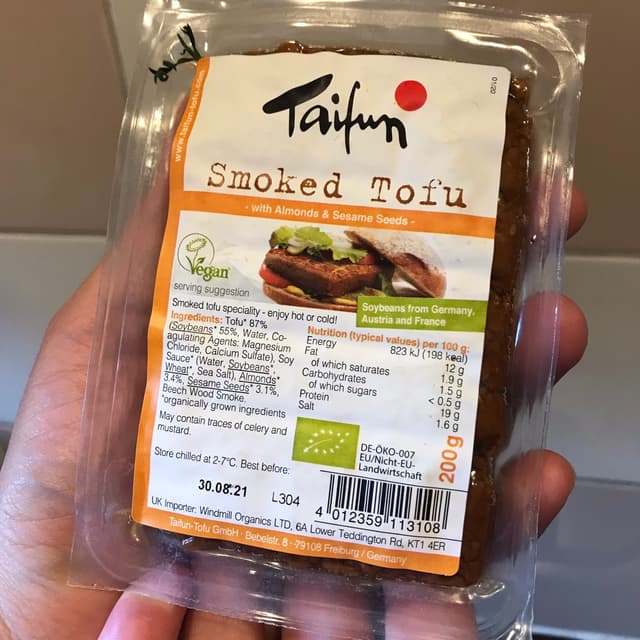 www.taifun-tofu.com
01/20
Taifun
Smoked Tofu
- with Almonds & Sesame Seeds -
Vegan
serving suggestion
Soybeans from Germany,
Austria and France
Smoked tofu speciality - enjoy hot or cold!
Ingredients: Tofu* 87%
(Soybeans* 55%, Water, Co-
agulating Agents: Magnesium
Chloride, Calcium Sulfate), Soy
Sauce* (Water, Soybeans*,
Wheat*, Sea Salt), Almonds*
3.4%, Sesame Seeds* 3.1%,
Beech Wood Smoke.
*organically grown ingredients
May contain traces of celery and
mustard.
Nutrition (typical values) per 100 g:
Energy 823 kJ (198 kcal)
Fat 12 g
of which saturates 1.9 g
Carbohydrates 1.5 g
of which sugars < 0.5 g
Protein 19 g
Salt 1.6 g
DE-ÖKO-007
EU/Nicht-EU-
Landwirtschaft
200g
Store chilled at 2-7°C. Best before:
30.08.21 L304
4 012359 113108
UK Importer: Windmill Organics LTD, 6A Lower Teddington Rd, KT1 4ER
Taifun-Tofu GmbH · Bebelstr. 8 · 79108 Freiburg / Germany